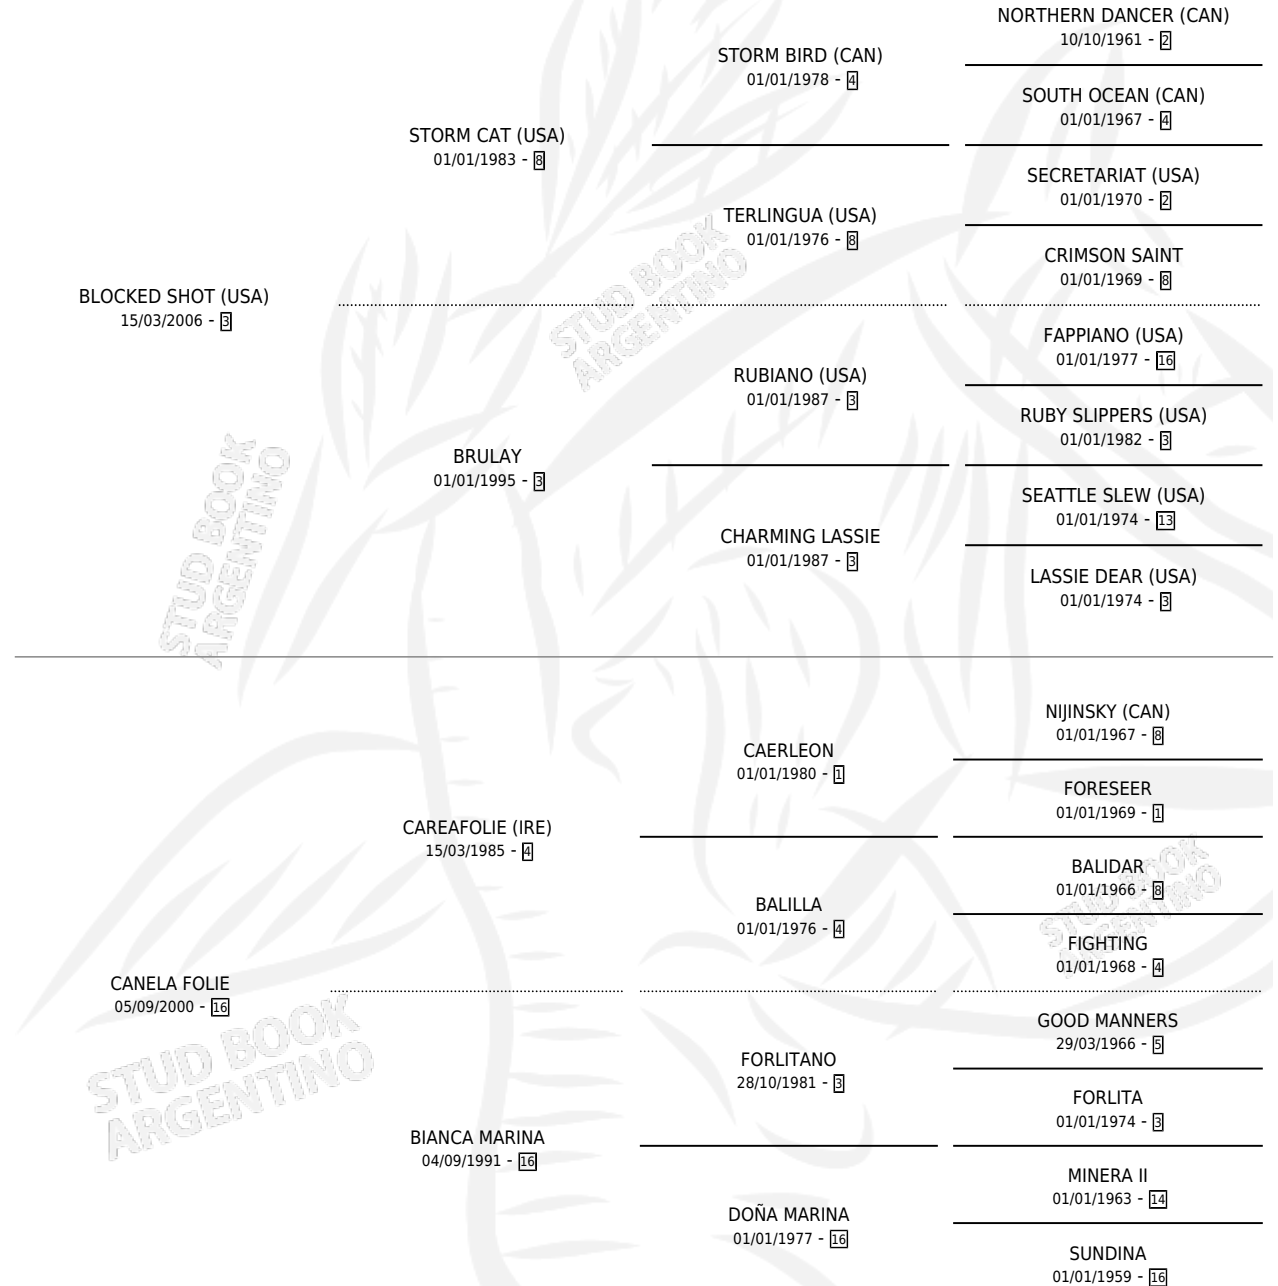 NORTHERN DANCER (CAN)
10/10/1961 - 2
STORM BIRD (CAN)
01/01/1978 - 4
SOUTH OCEAN (CAN)
01/01/1967 - 4
STORM CAT (USA)
01/01/1983 - 8
SECRETARIAT (USA)
01/01/1970 - 2
TERLINGUA (USA)
01/01/1976 - 8
CRIMSON SAINT
01/01/1969 - 8
BLOCKED SHOT (USA)
15/03/2006 - 3
STUD BOOK
ARGENTINO
FAPPIANO (USA)
01/01/1977 - 16
RUBIANO (USA)
01/01/1987 - 3
RUBY SLIPPERS (USA)
01/01/1982 - 3
BRULAY
01/01/1995 - 3
SEATTLE SLEW (USA)
01/01/1974 - 13
CHARMING LASSIE
01/01/1987 - 3
LASSIE DEAR (USA)
01/01/1974 - 3
STUD BOOK
ARGENTINO
NIJINSKY (CAN)
01/01/1967 - 8
CAERLEON
01/01/1980 - 1
FORESEER
01/01/1969 - 1
CAREAFOLIE (IRE)
15/03/1985 - 4
BALIDAR
01/01/1966 - 8
BALILLA
01/01/1976 - 4
FIGHTING
01/01/1968 - 4
STUD BOOK
ARGENTINO
CANELA FOLIE
05/09/2000 - 16
GOOD MANNERS
29/03/1966 - 5
FORLITANO
28/10/1981 - 3
FORLITA
01/01/1974 - 3
STUD BOOK
ARGENTINO
BIANCA MARINA
04/09/1991 - 16
MINERA II
01/01/1963 - 14
DOÑA MARINA
01/01/1977 - 16
SUNDINA
01/01/1959 - 16